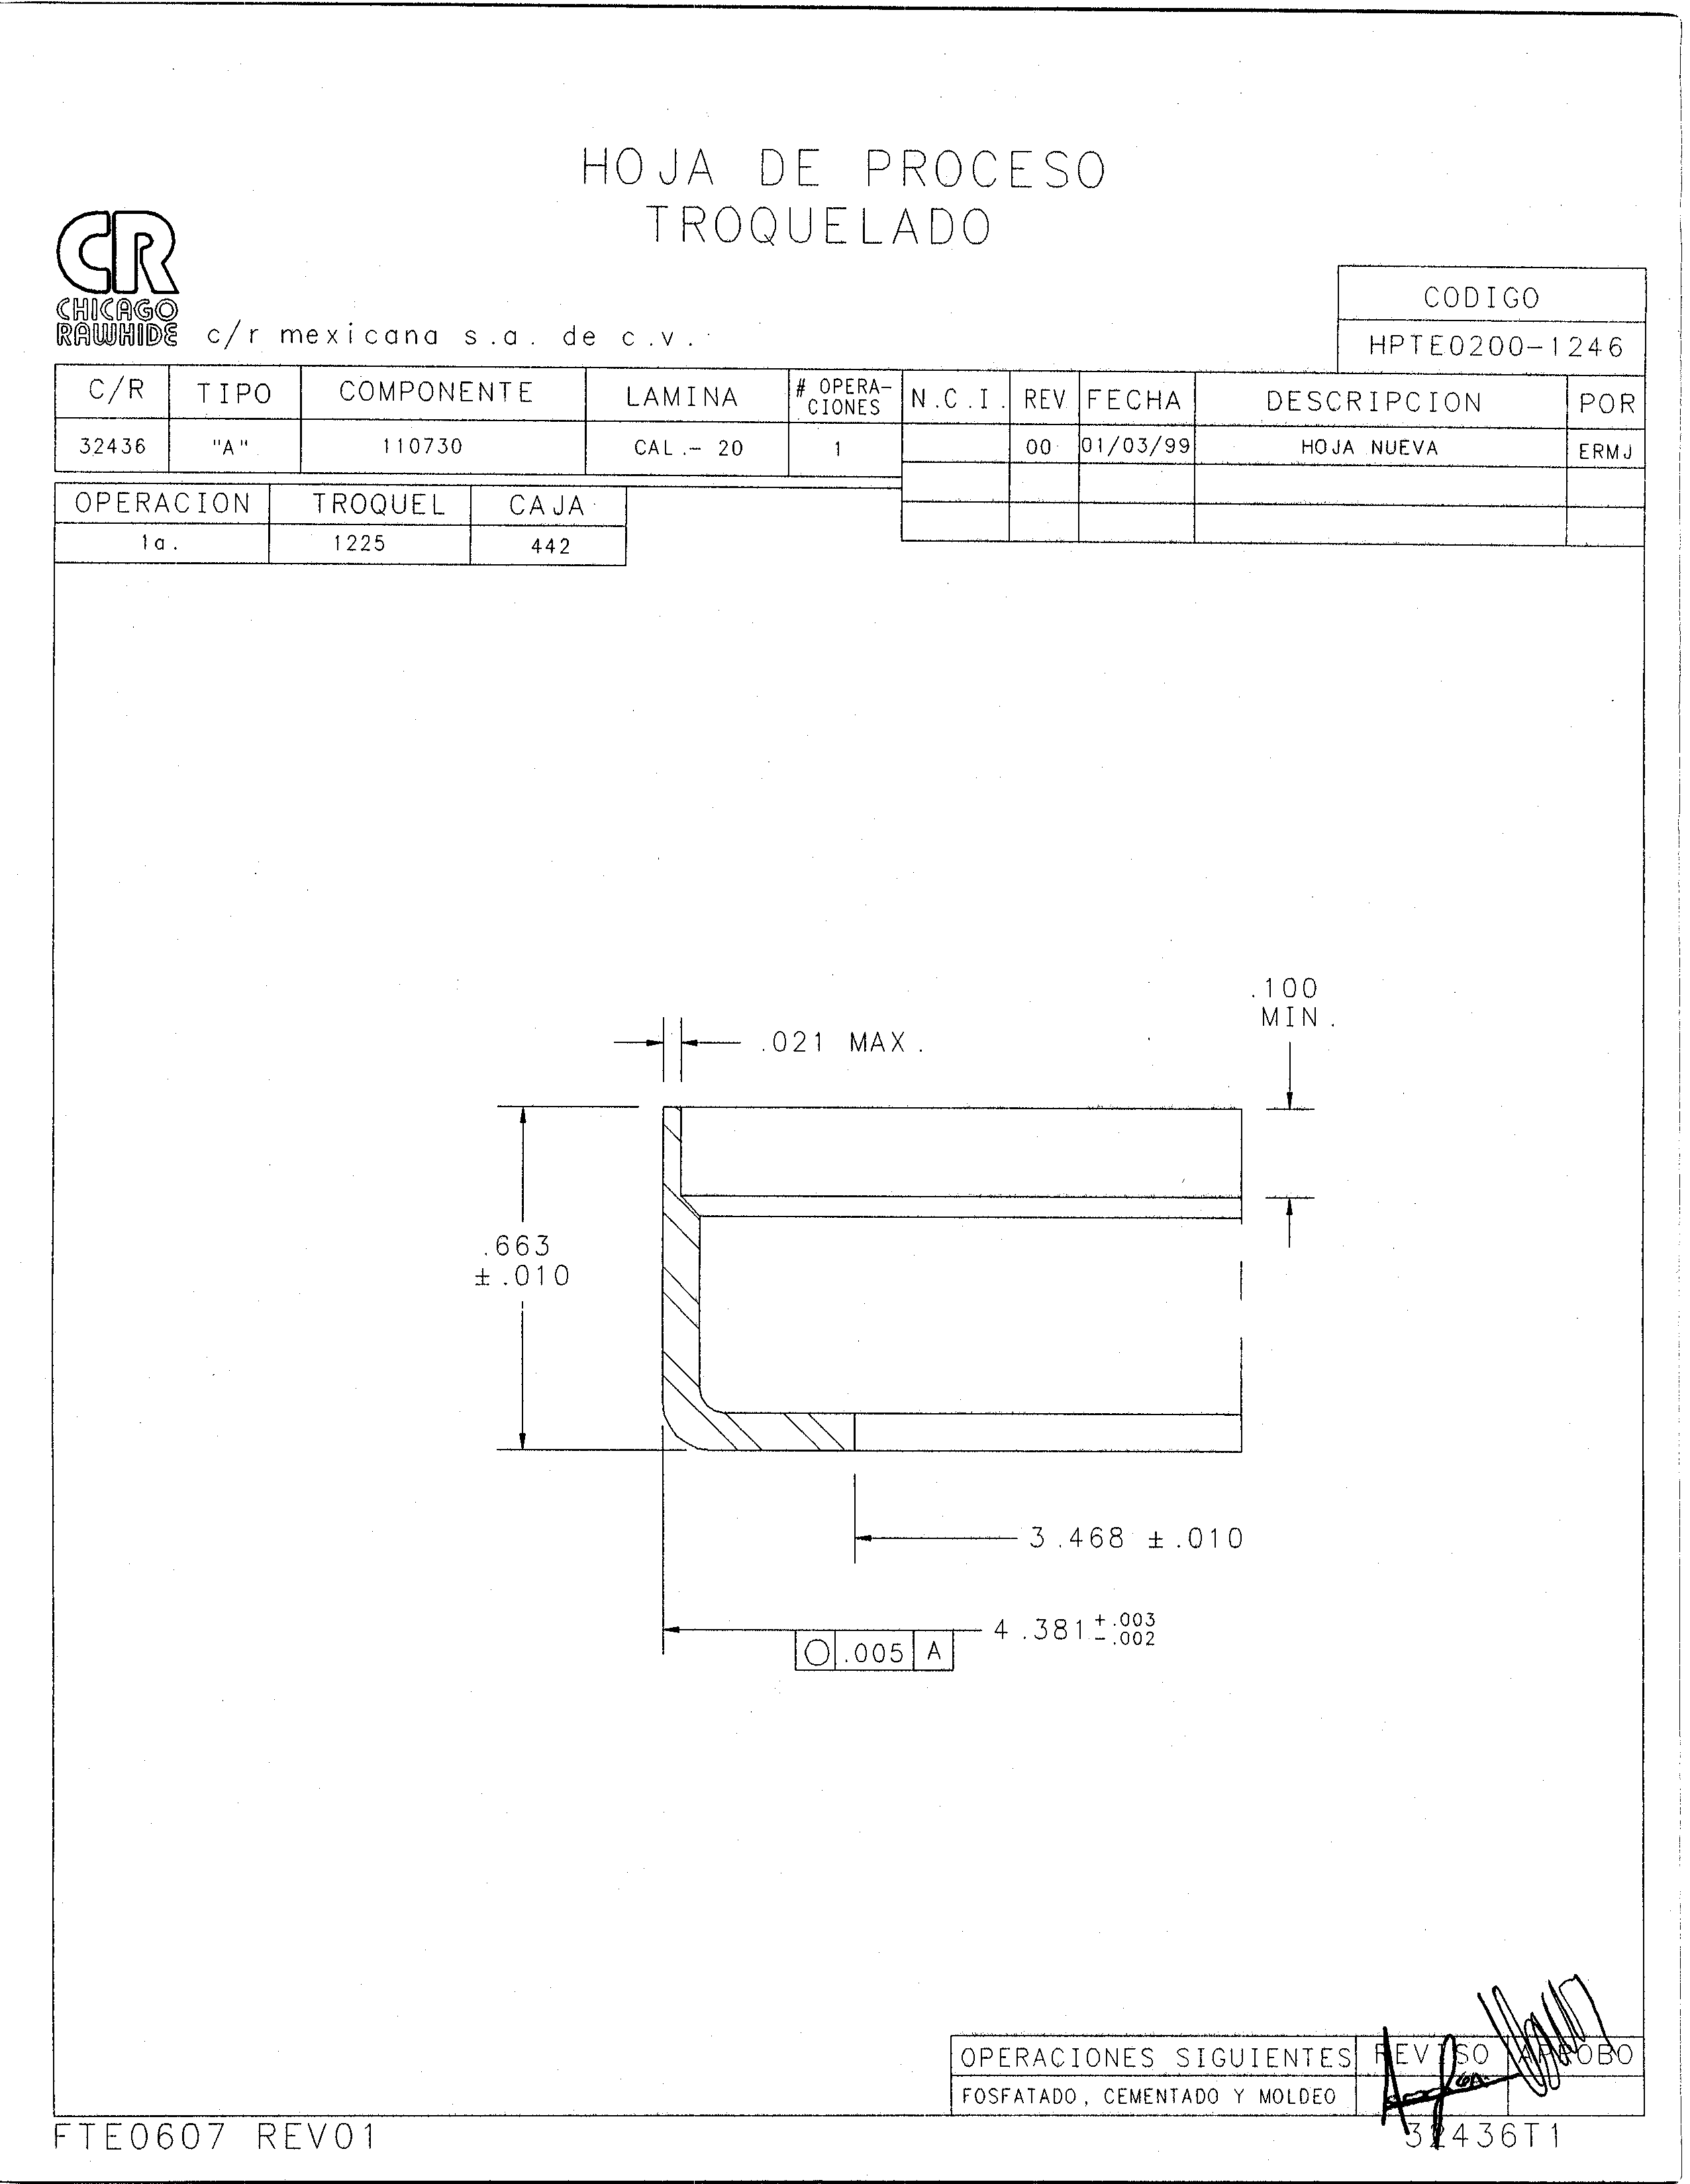 HOJA DE PROCESO
TROQUELADO
CR
CHICAGO
RAWHIDE
c/r mexicana s.a. de c.v.
CODIGO
HPTE0200-1246
C/R TIPO COMPONENTE LAMINA # OPERA-CIONES N.C.I. REV FECHA DESCRIPCION POR
32436 "A" 110730 CAL.- 20 1 00 01/03/99 HOJA NUEVA ERMJ
OPERACION TROQUEL CAJA
1a. 1225 442
.100
MIN.
.021 MAX.
.663
±.010
3.468 ±.010
4.381 +.003 -.002
.005 A
OPERACIONES SIGUIENTES REVISO APROBO
FOSFATADO, CEMENTADO Y MOLDEO
FTE0607 REV01
32436T1